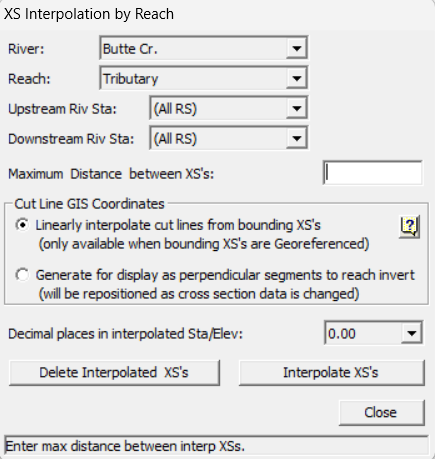 XS Interpolation by Reach
River: Butte Cr.
Reach: Tributary
Upstream Riv Sta: (All RS)
Downstream Riv Sta: (All RS)
Maximum Distance between XS's:
Cut Line GIS Coordinates
Linearly interpolate cut lines from bounding XS's
(only available when bounding XS's are Georeferenced)
?
Generate for display as perpendicular segments to reach invert
(will be repositioned as cross section data is changed)
Decimal places in interpolated Sta/Elev: 0.00
Delete Interpolated XS's Interpolate XS's
Close
Enter max distance between interp XSs.